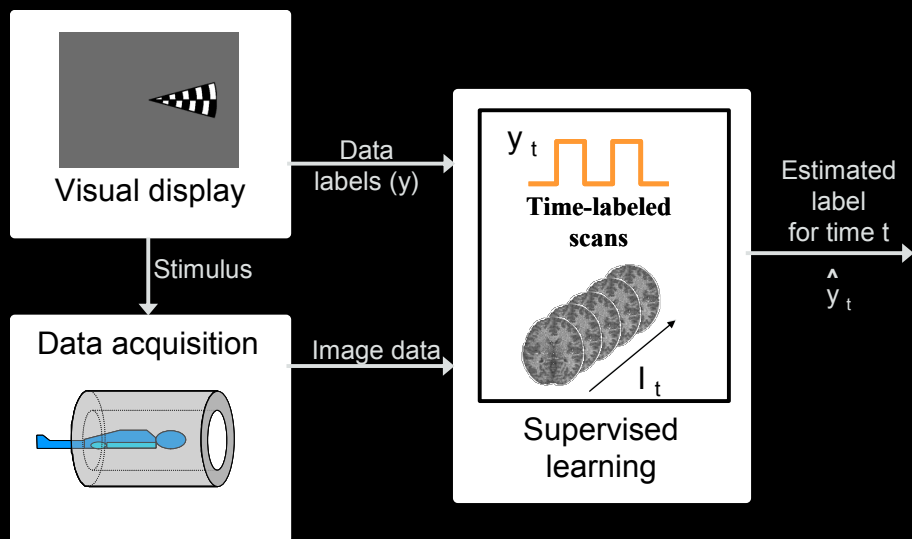 Visual display
Data
labels (y)
Stimulus
Data acquisition
Image data
y t
Time-labeled
scans
I t
Supervised
learning
Estimated
label
for time t
^
y t